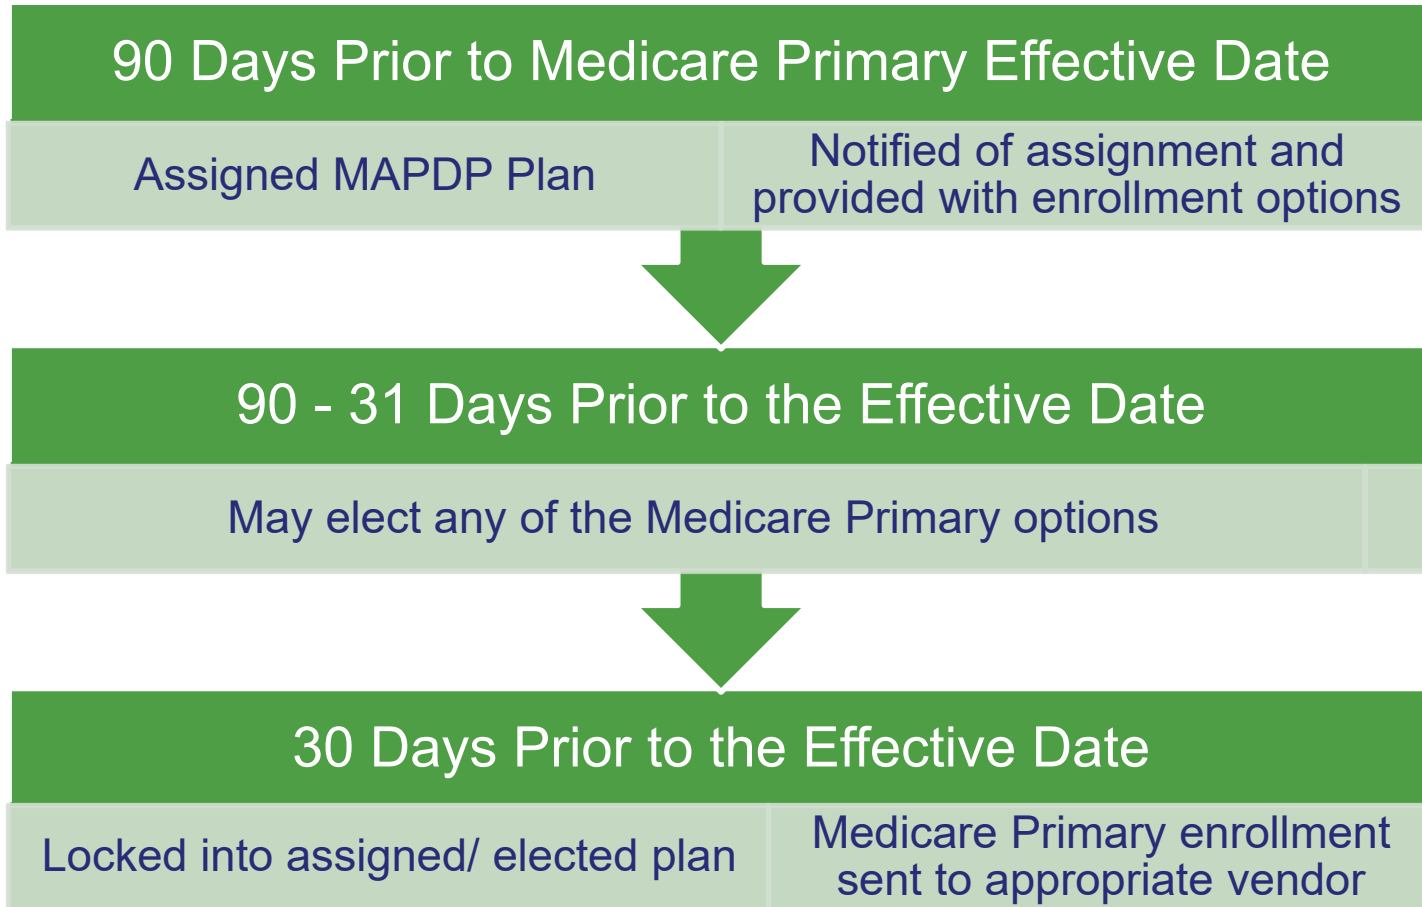 90 Days Prior to Medicare Primary Effective Date
Assigned MAPDP Plan
Notified of assignment and
provided with enrollment options
90 - 31 Days Prior to the Effective Date
May elect any of the Medicare Primary options
30 Days Prior to the Effective Date
Locked into assigned/ elected plan
Medicare Primary enrollment
sent to appropriate vendor